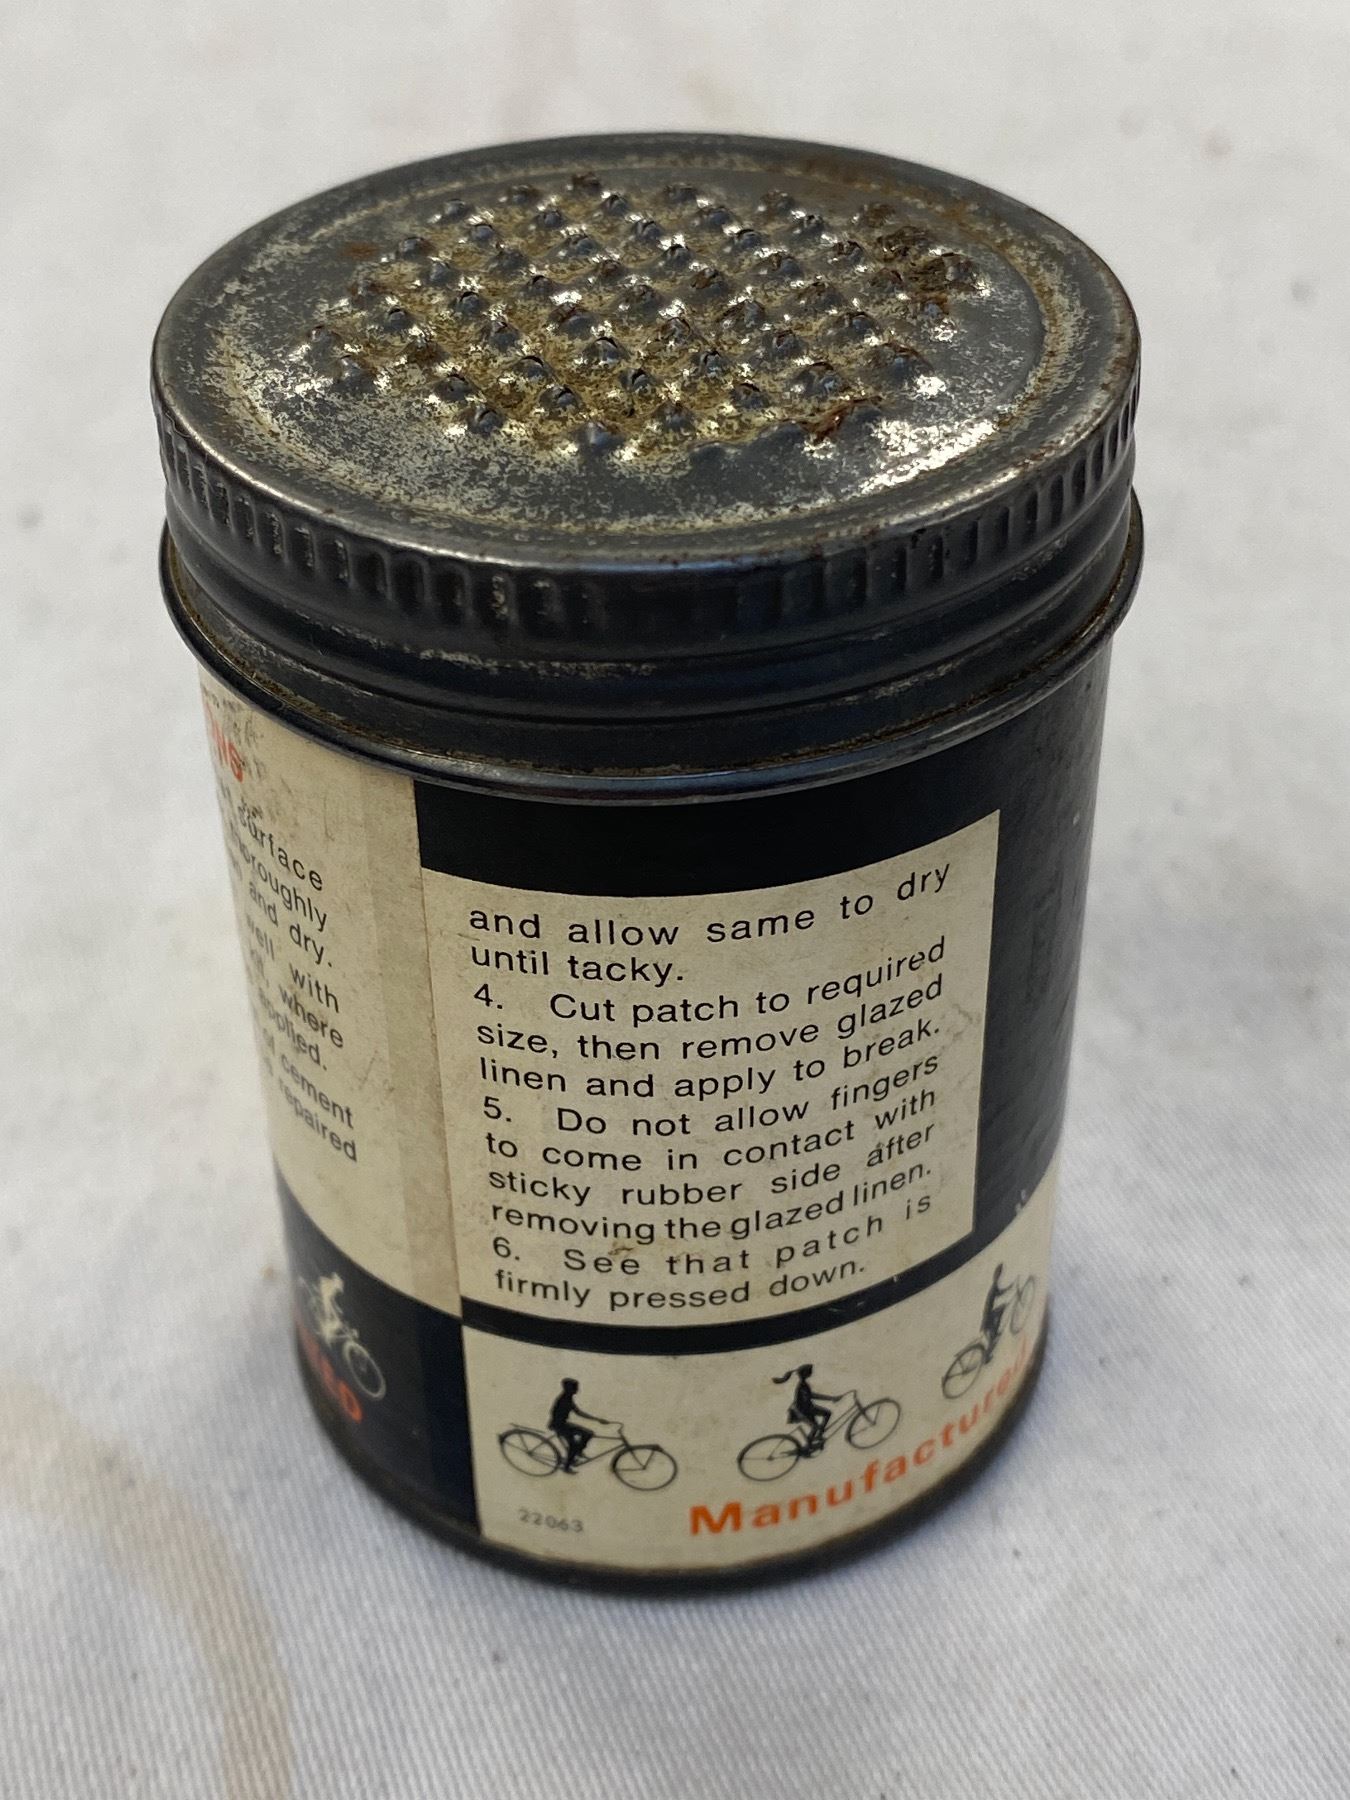 surface
thoroughly
and dry.
well with
where
applied.
of cement
repaired
and allow same to dry
until tacky.
4. Cut patch to required
size, then remove glazed
linen and apply to break.
5. Do not allow fingers
to come in contact with
sticky rubber side after
removing the glazed linen.
6. See that patch is
firmly pressed down.
22063
Manufactured